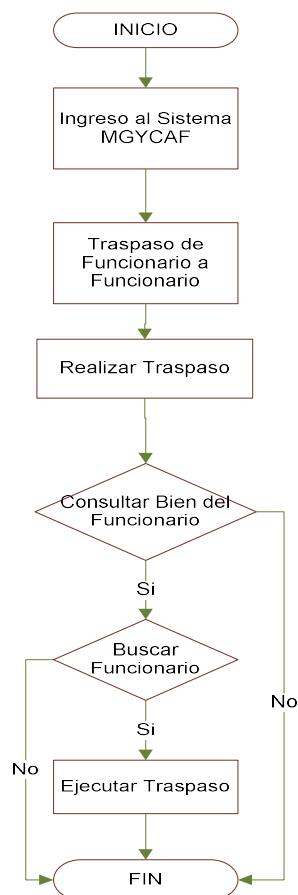 INICIO
Ingreso al Sistema
MGYCAF
Traspaso de
Funcionario a
Funcionario
Realizar Traspaso
Consultar Bien del
Funcionario
Si
Buscar
Funcionario
No
Si
No
Ejecutar Traspaso
FIN